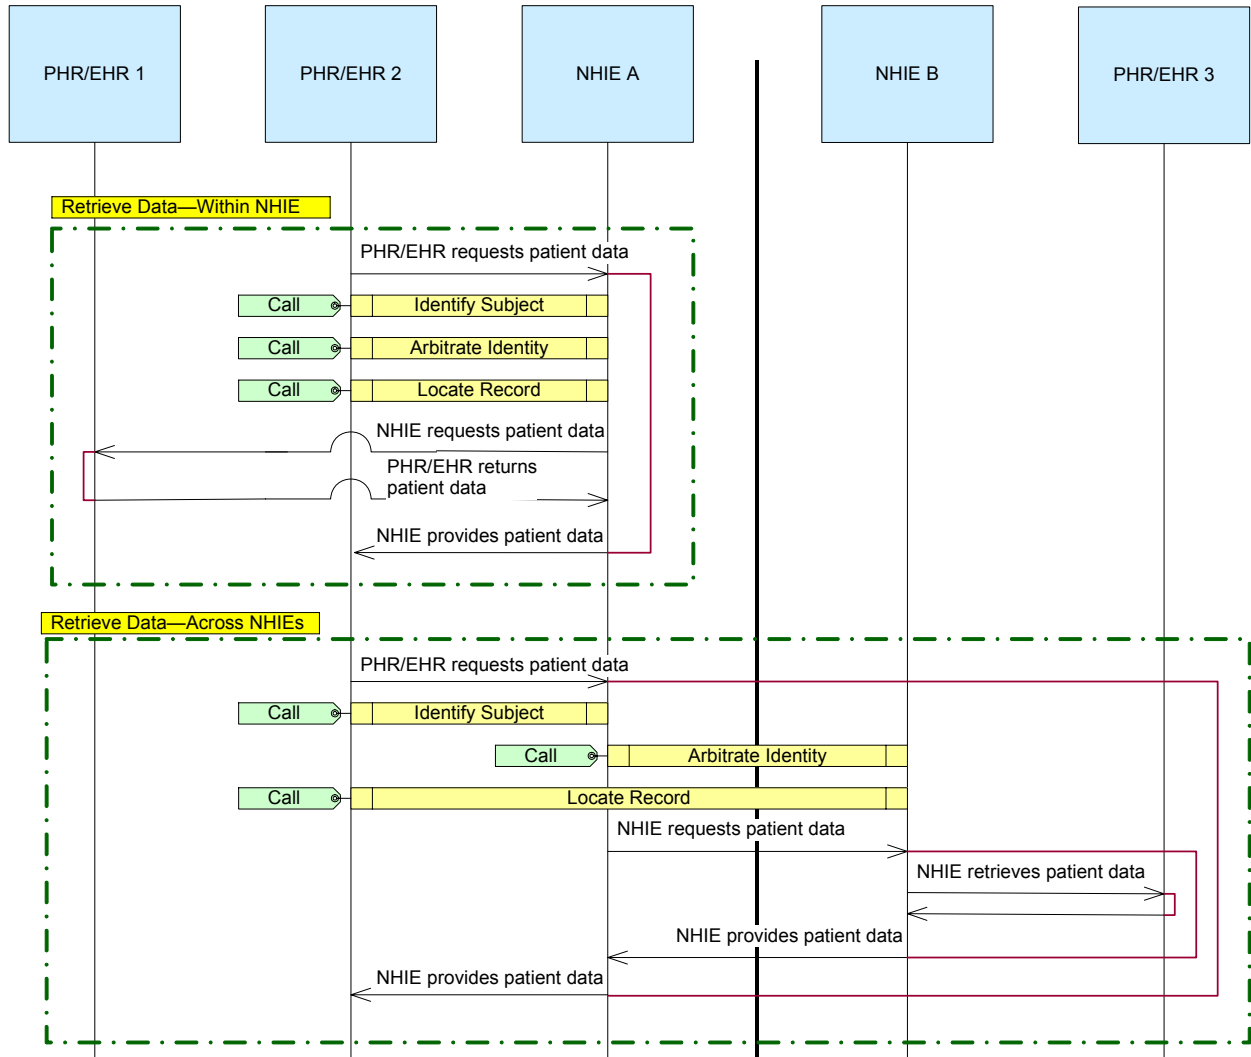 PHR/EHR 1
PHR/EHR 2
NHIE A
NHIE B
PHR/EHR 3
Retrieve Data—Within NHIE
PHR/EHR requests patient data
Call
Identify Subject
Call
Arbitrate Identity
Call
Locate Record
NHIE requests patient data
PHR/EHR returns
patient data
NHIE provides patient data
Retrieve Data—Across NHIEs
PHR/EHR requests patient data
Call
Identify Subject
Call
Arbitrate Identity
Call
Locate Record
NHIE requests patient data
NHIE retrieves patient data
NHIE provides patient data
NHIE provides patient data